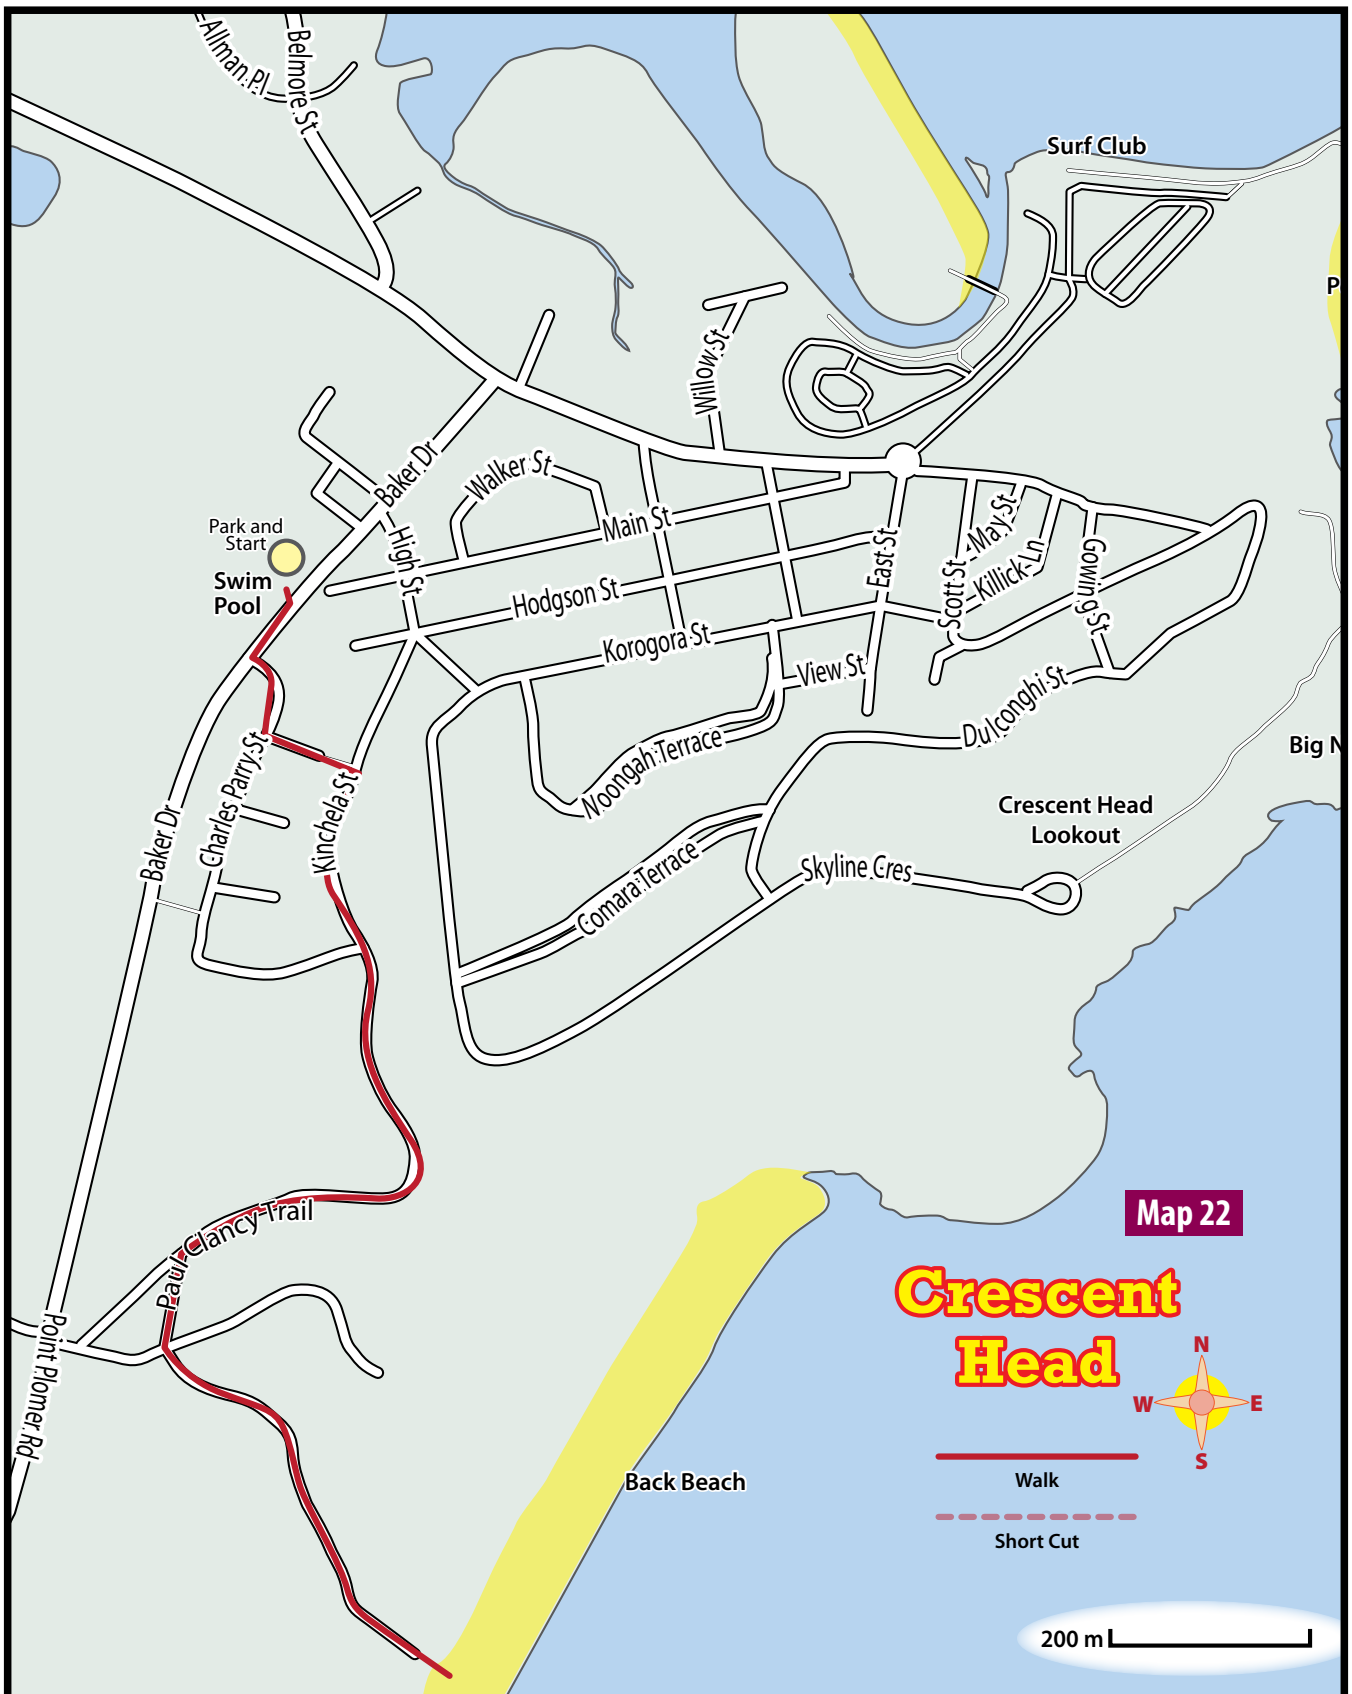 Allman Pl
Belmore St
Surf Club
P
Willow St
Baker Dr
Walker St
Main St
High St
Park and
Start
Swim
Pool
Hodgson St
Korogora St
East St
Scott St
May St
Killick Ln
Gowing St
View St
Dulconghi St
Noongah Terrace
Big N
Charles Parry St
Kinchela St
Baker Dr
Crescent Head
Lookout
Skyline Cres
Comara Terrace
Paul Clancy Trail
Point Plomer Rd
Back Beach
Map 22
Crescent
Head
N
W
E
S
Walk
Short Cut
200 m